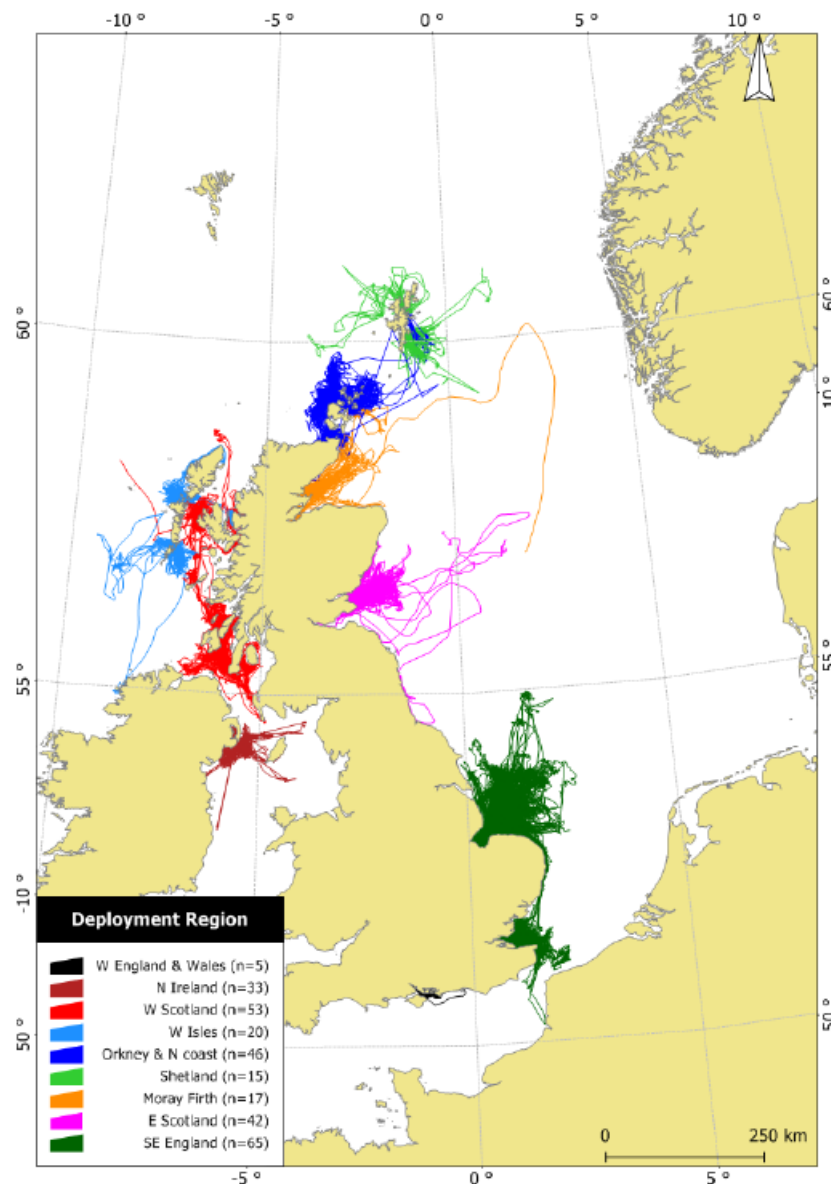 -10 ° -5 ° 0 ° 5 ° 10 °
60 ° 60 °
10 °
55 ° 55 °
-10 °
50 ° 50 °
Deployment Region
W England & Wales (n=5)
N Ireland (n=33)
W Scotland (n=53)
W Isles (n=20)
Orkney & N coast (n=46)
Shetland (n=15)
Moray Firth (n=17)
E Scotland (n=42)
SE England (n=65)
0 250 km
-5 ° 0 ° 5 °